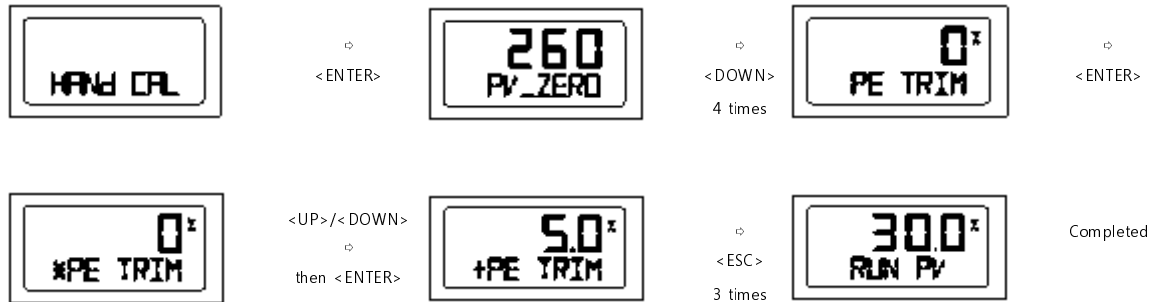 HANd CAL
⇨
<ENTER>
260
PV_ZERO
⇨
<DOWN>
4 times
0%
PE TRIM
⇨
<ENTER>
0%
*PE TRIM
<UP>/<DOWN>
⇨
then <ENTER>
5.0%
+PE TRIM
⇨
<ESC>
3 times
30.0%
RUN PV
Completed